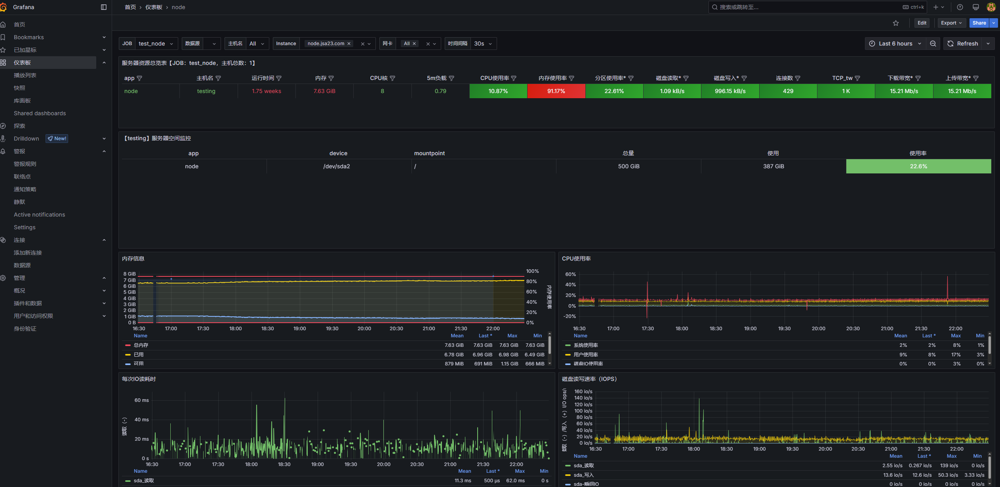 Grafana
首页 › 仪表板 › node
搜索或跳转至...
ctrl+k
Edit
Export
Share
首页
Bookmarks
已加星标
仪表板
播放列表
快照
库面板
Shared dashboards
探索
Drilldown New!
警报
警报规则
联络点
通知策略
静默
Active notifications
Settings
连接
添加新连接
数据源
管理
概况
插件和数据
用户和访问权限
身份验证
JOB test_node 数据源 主机名 All Instance node.jsa23.com 网卡 All 时间间隔 30s
Last 6 hours Refresh
服务器资源总览表【JOB：test_node，主机总数：1】
app 主机名 运行时间 内存 CPU核 5m负载 CPU使用率 内存使用率 分区使用率* 磁盘读取* 磁盘写入* 连接数 TCP_tw 下载带宽* 上传带宽*
node testing 1.75 weeks 7.63 GiB 8 0.79 10.87% 91.17% 22.61% 1.09 kB/s 996.15 kB/s 429 1 K 15.21 Mb/s 15.21 Mb/s
【testing】服务器空间监控
app device mountpoint 总量 使用 使用率
node /dev/sda2 / 500 GiB 387 GiB 22.6%
内存信息
8 GiB
7 GiB
6 GiB
5 GiB
4 GiB
3 GiB
2 GiB
1 GiB
0 B
100%
80%
60%
40%
20%
0%
内存使用率
16:30 17:00 17:30 18:00 18:30 19:00 19:30 20:00 20:30 21:00 21:30 22:00
Name Mean Last * Max Min
总内存 7.63 GiB 7.63 GiB 7.63 GiB 7.63 GiB
已用 6.78 GiB 6.96 GiB 6.98 GiB 6.49 GiB
可用 879 MiB 691 MiB 1.15 GiB 666 MiB
CPU使用率
60%
40%
20%
0%
-20%
16:30 17:00 17:30 18:00 18:30 19:00 19:30 20:00 20:30 21:00 21:30 22:00
Name Mean Last * Max Min
系统使用率 2% 2% 8% 1%
用户使用率 9% 8% 17% 3%
磁盘IO使用率 0% 0% 3% 0%
每次IO读耗时
读取（-）
60 ms
40 ms
20 ms
0 s
16:30 17:00 17:30 18:00 18:30 19:00 19:30 20:00 20:30 21:00 21:30 22:00
Name Mean Last * Max Min
sda_读取 11.3 ms 500 µs 62.0 ms 0 s
磁盘读写速率（IOPS）
读取（-）/写入（+）I/O ops/s
160 io/s
140 io/s
120 io/s
100 io/s
80 io/s
60 io/s
40 io/s
20 io/s
0 io/s
16:30 17:00 17:30 18:00 18:30 19:00 19:30 20:00 20:30 21:00 21:30 22:00
Name Mean Last * Max Min
sda_读取 2.55 io/s 0.267 io/s 139 io/s 0 io/s
sda_写入 13.6 io/s 12.6 io/s 50.3 io/s 3.33 io/s
sda-瞬间IO 0 io/s 0 io/s 0 io/s 0 io/s